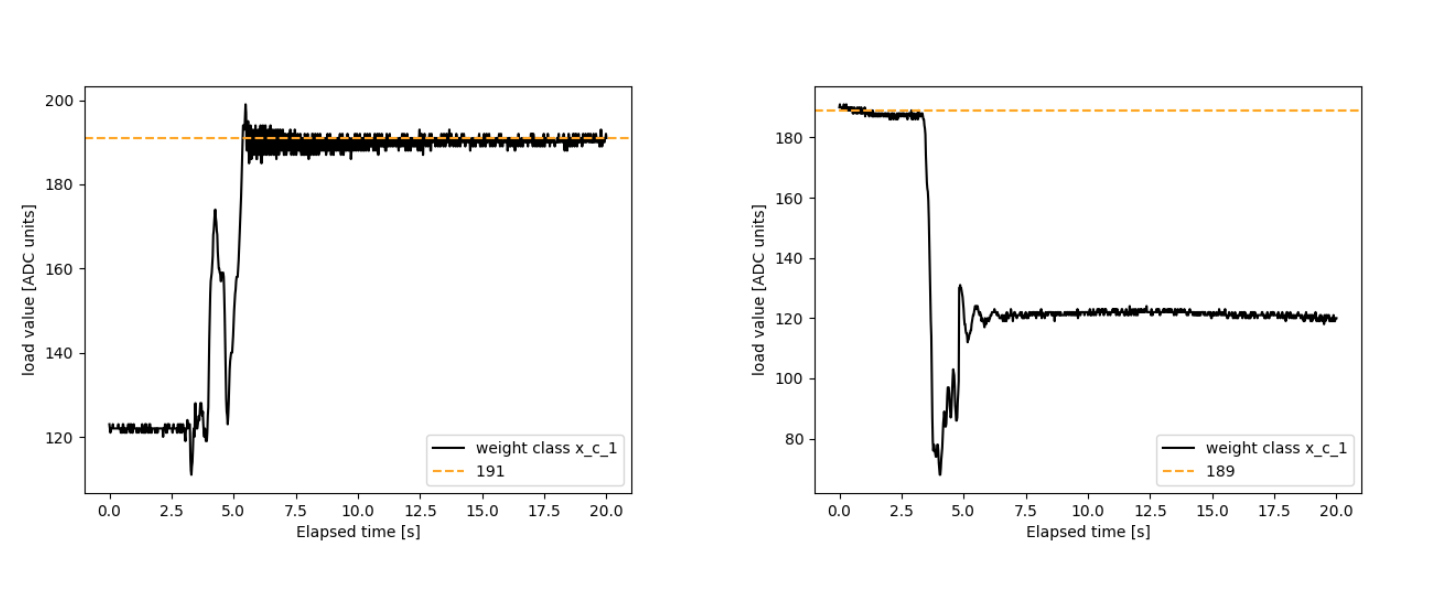 200
180
160
140
120
load value [ADC units]
0.0 2.5 5.0 7.5 10.0 12.5 15.0 17.5 20.0
Elapsed time [s]
weight class x_c_1
191
180
160
140
120
100
80
load value [ADC units]
0.0 2.5 5.0 7.5 10.0 12.5 15.0 17.5 20.0
Elapsed time [s]
weight class x_c_1
189